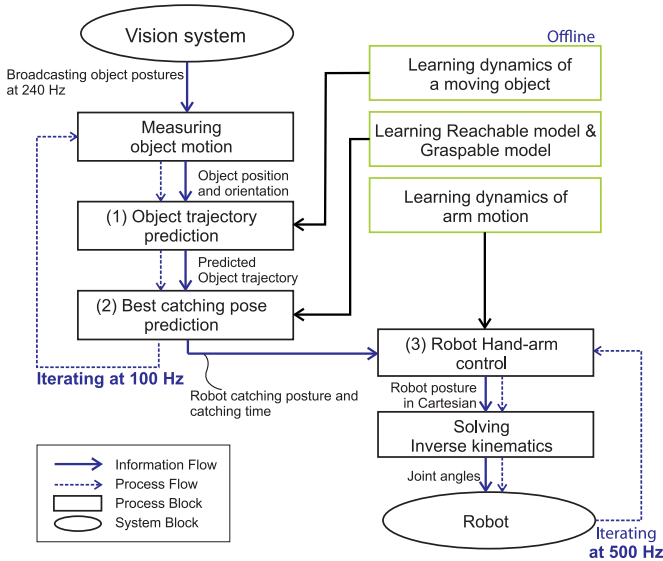 Vision system
Offline
Broadcasting object postures
at 240 Hz
Learning dynamics of
a moving object
Measuring
object motion
Learning Reachable model &
Graspable model
Object position
and orientation
Learning dynamics of
arm motion
(1) Object trajectory
prediction
Predicted
Object trajectory
(2) Best catching pose
prediction
(3) Robot Hand-arm
control
Iterating at 100 Hz
Robot catching posture and
catching time
Robot posture
in Cartesian
Solving
Inverse kinematics
Information Flow
Process Flow
Process Block
System Block
Joint angles
Robot
Iterating
at 500 Hz